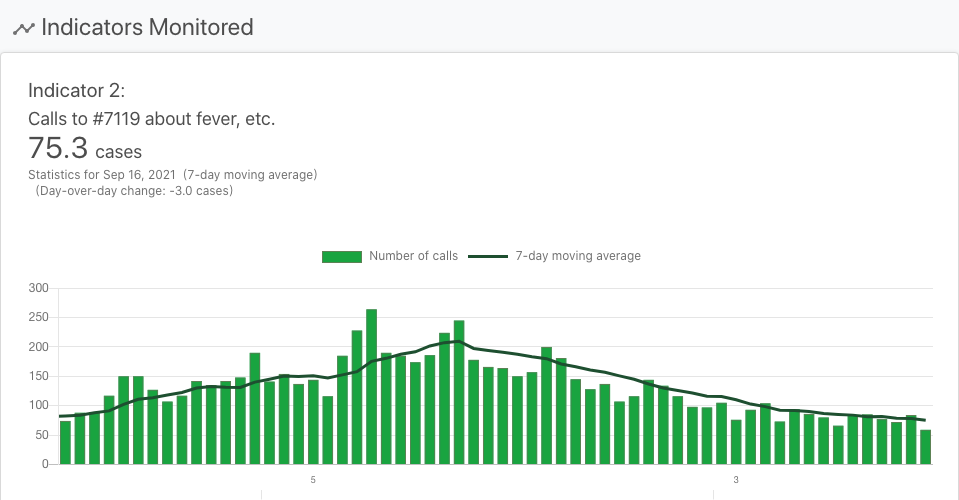 Indicators Monitored
Indicator 2:
Calls to #7119 about fever, etc.
75.3 cases
Statistics for Sep 16, 2021 (7-day moving average)
(Day-over-day change: -3.0 cases)
Number of calls 7-day moving average
300
250
200
150
100
50
0
5 3